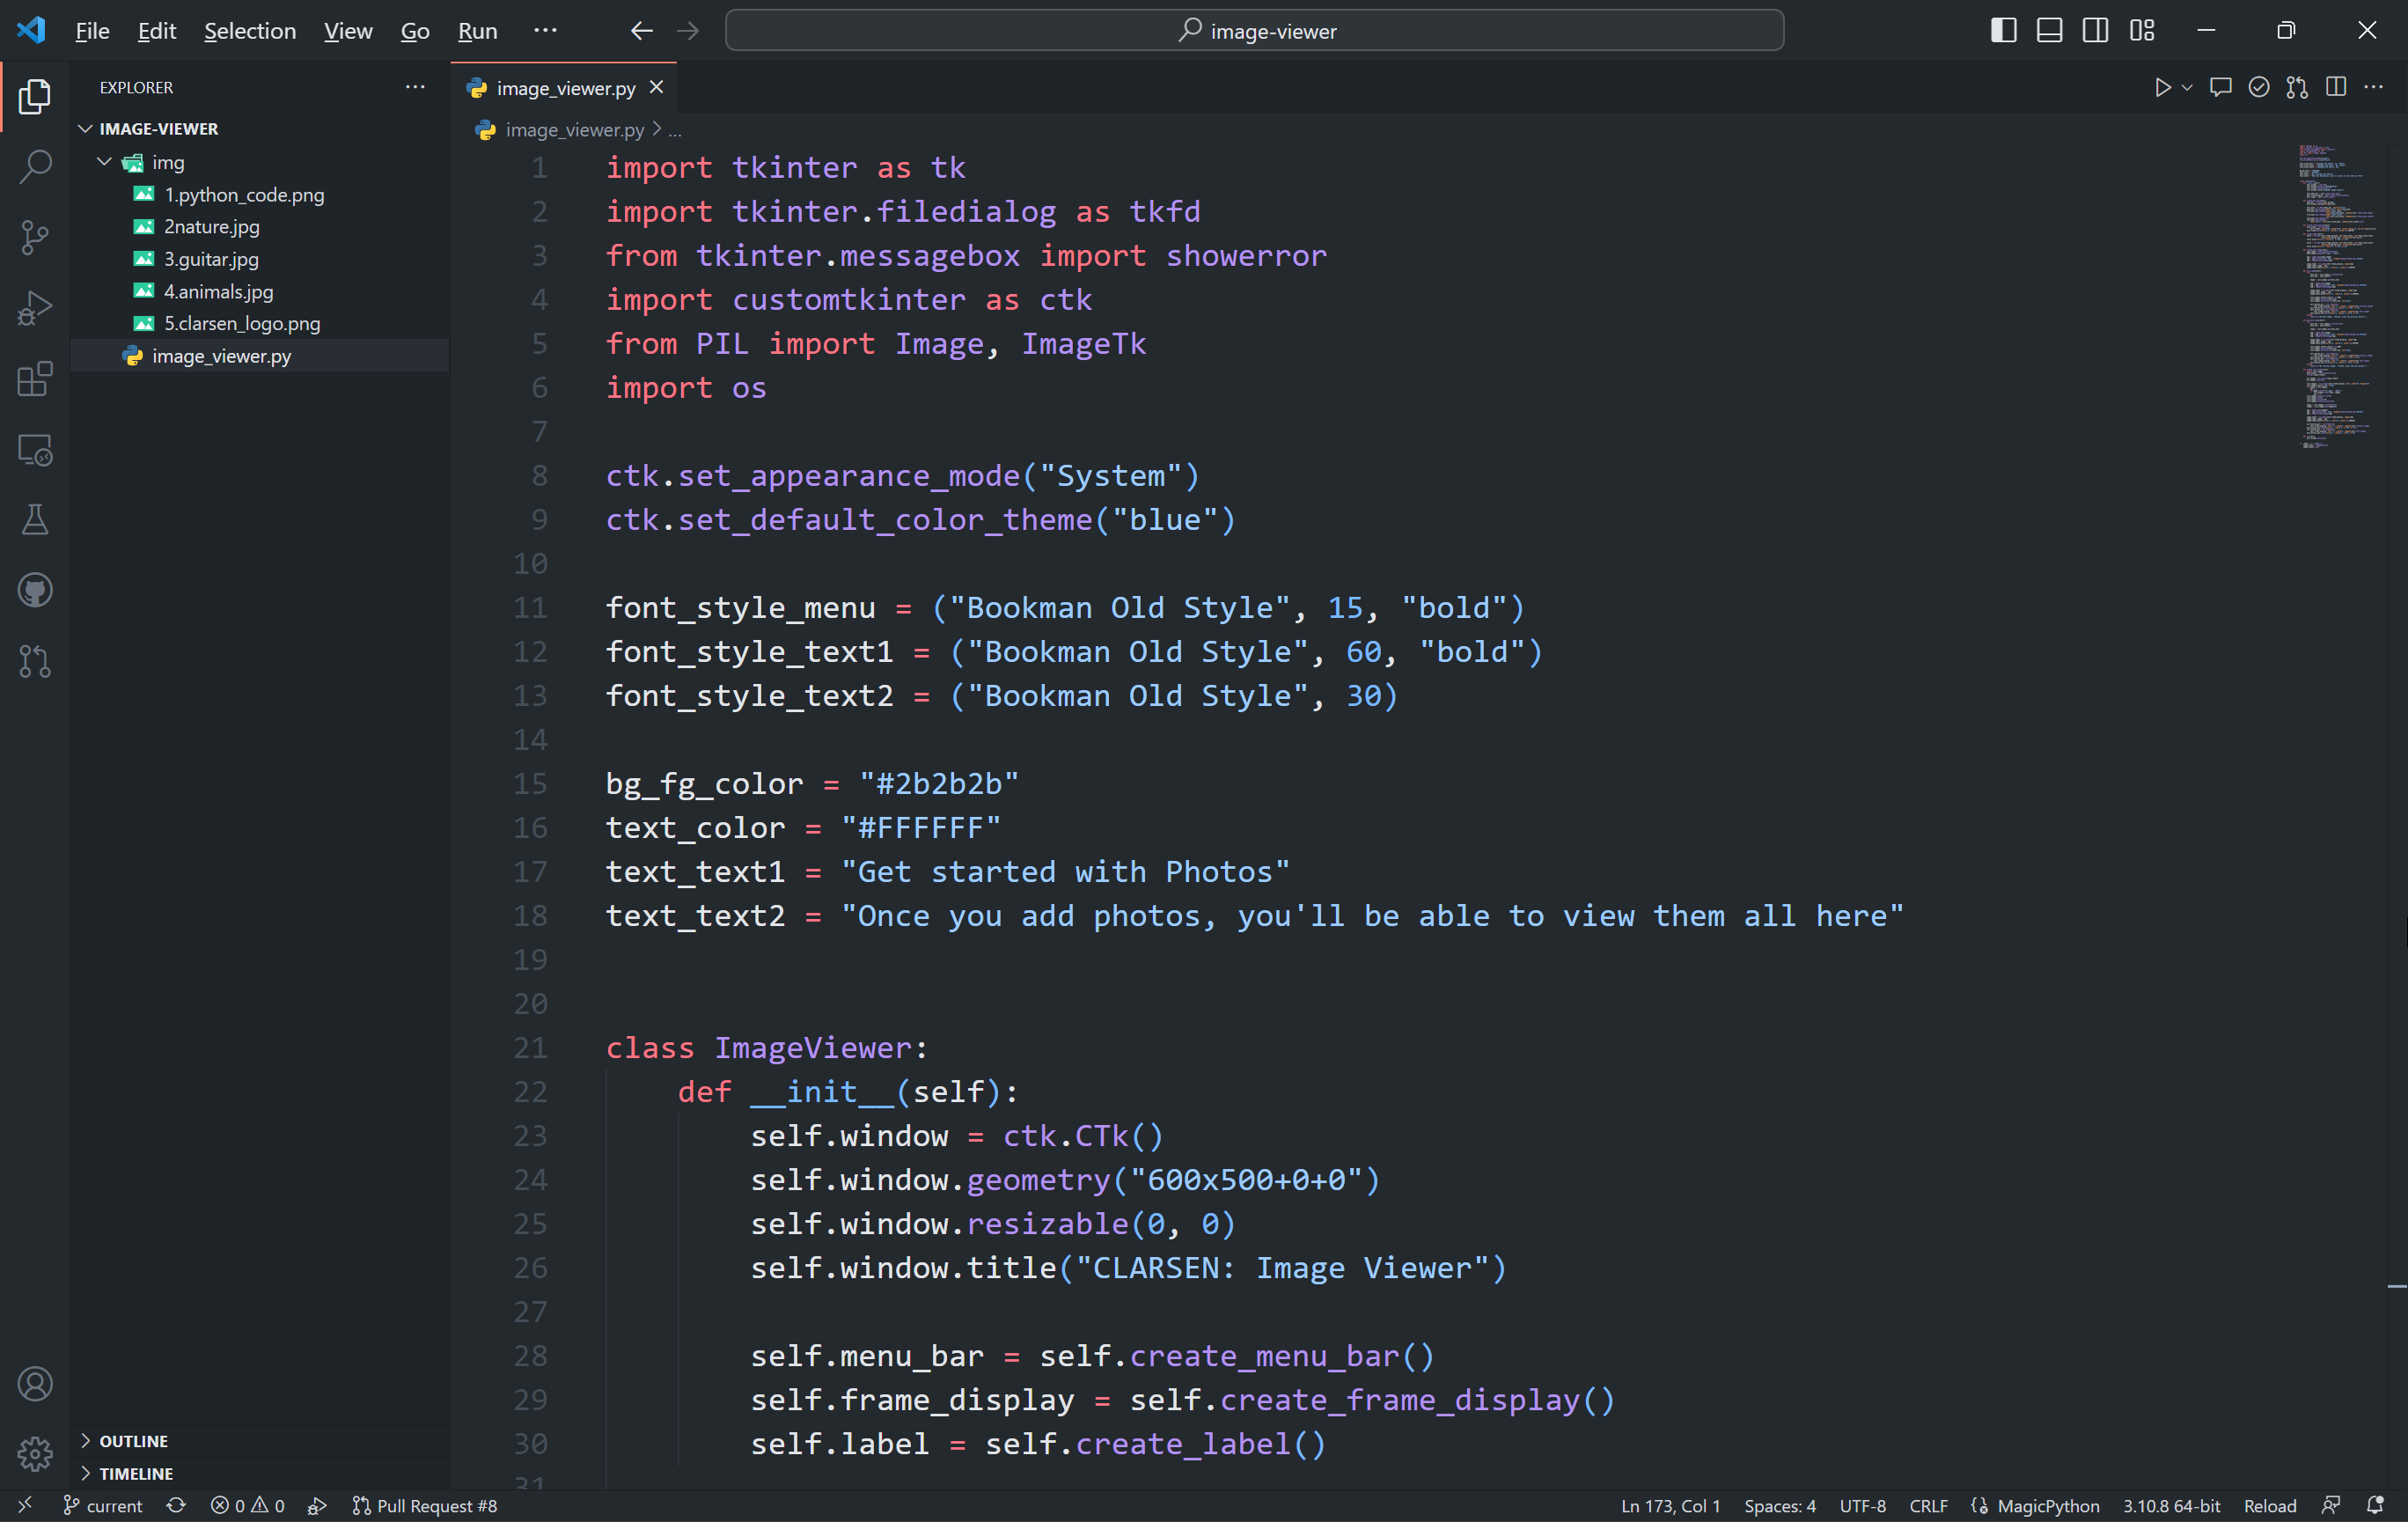 File Edit Selection View Go Run ···
image-viewer
EXPLORER
IMAGE-VIEWER
img
1.python_code.png
2nature.jpg
3.guitar.jpg
4.animals.jpg
5.clarsen_logo.png
image_viewer.py
OUTLINE
TIMELINE
image_viewer.py
image_viewer.py > ...
1 import tkinter as tk
2 import tkinter.filedialog as tkfd
3 from tkinter.messagebox import showerror
4 import customtkinter as ctk
5 from PIL import Image, ImageTk
6 import os
7
8 ctk.set_appearance_mode("System")
9 ctk.set_default_color_theme("blue")
10
11 font_style_menu = ("Bookman Old Style", 15, "bold")
12 font_style_text1 = ("Bookman Old Style", 60, "bold")
13 font_style_text2 = ("Bookman Old Style", 30)
14
15 bg_fg_color = "#2b2b2b"
16 text_color = "#FFFFFF"
17 text_text1 = "Get started with Photos"
18 text_text2 = "Once you add photos, you'll be able to view them all here"
19
20
21 class ImageViewer:
22     def __init__(self):
23         self.window = ctk.CTk()
24         self.window.geometry("600x500+0+0")
25         self.window.resizable(0, 0)
26         self.window.title("CLARSEN: Image Viewer")
27
28         self.menu_bar = self.create_menu_bar()
29         self.frame_display = self.create_frame_display()
30         self.label = self.create_label()
31
current 0 0 Pull Request #8 Ln 173, Col 1 Spaces: 4 UTF-8 CRLF MagicPython 3.10.8 64-bit Reload